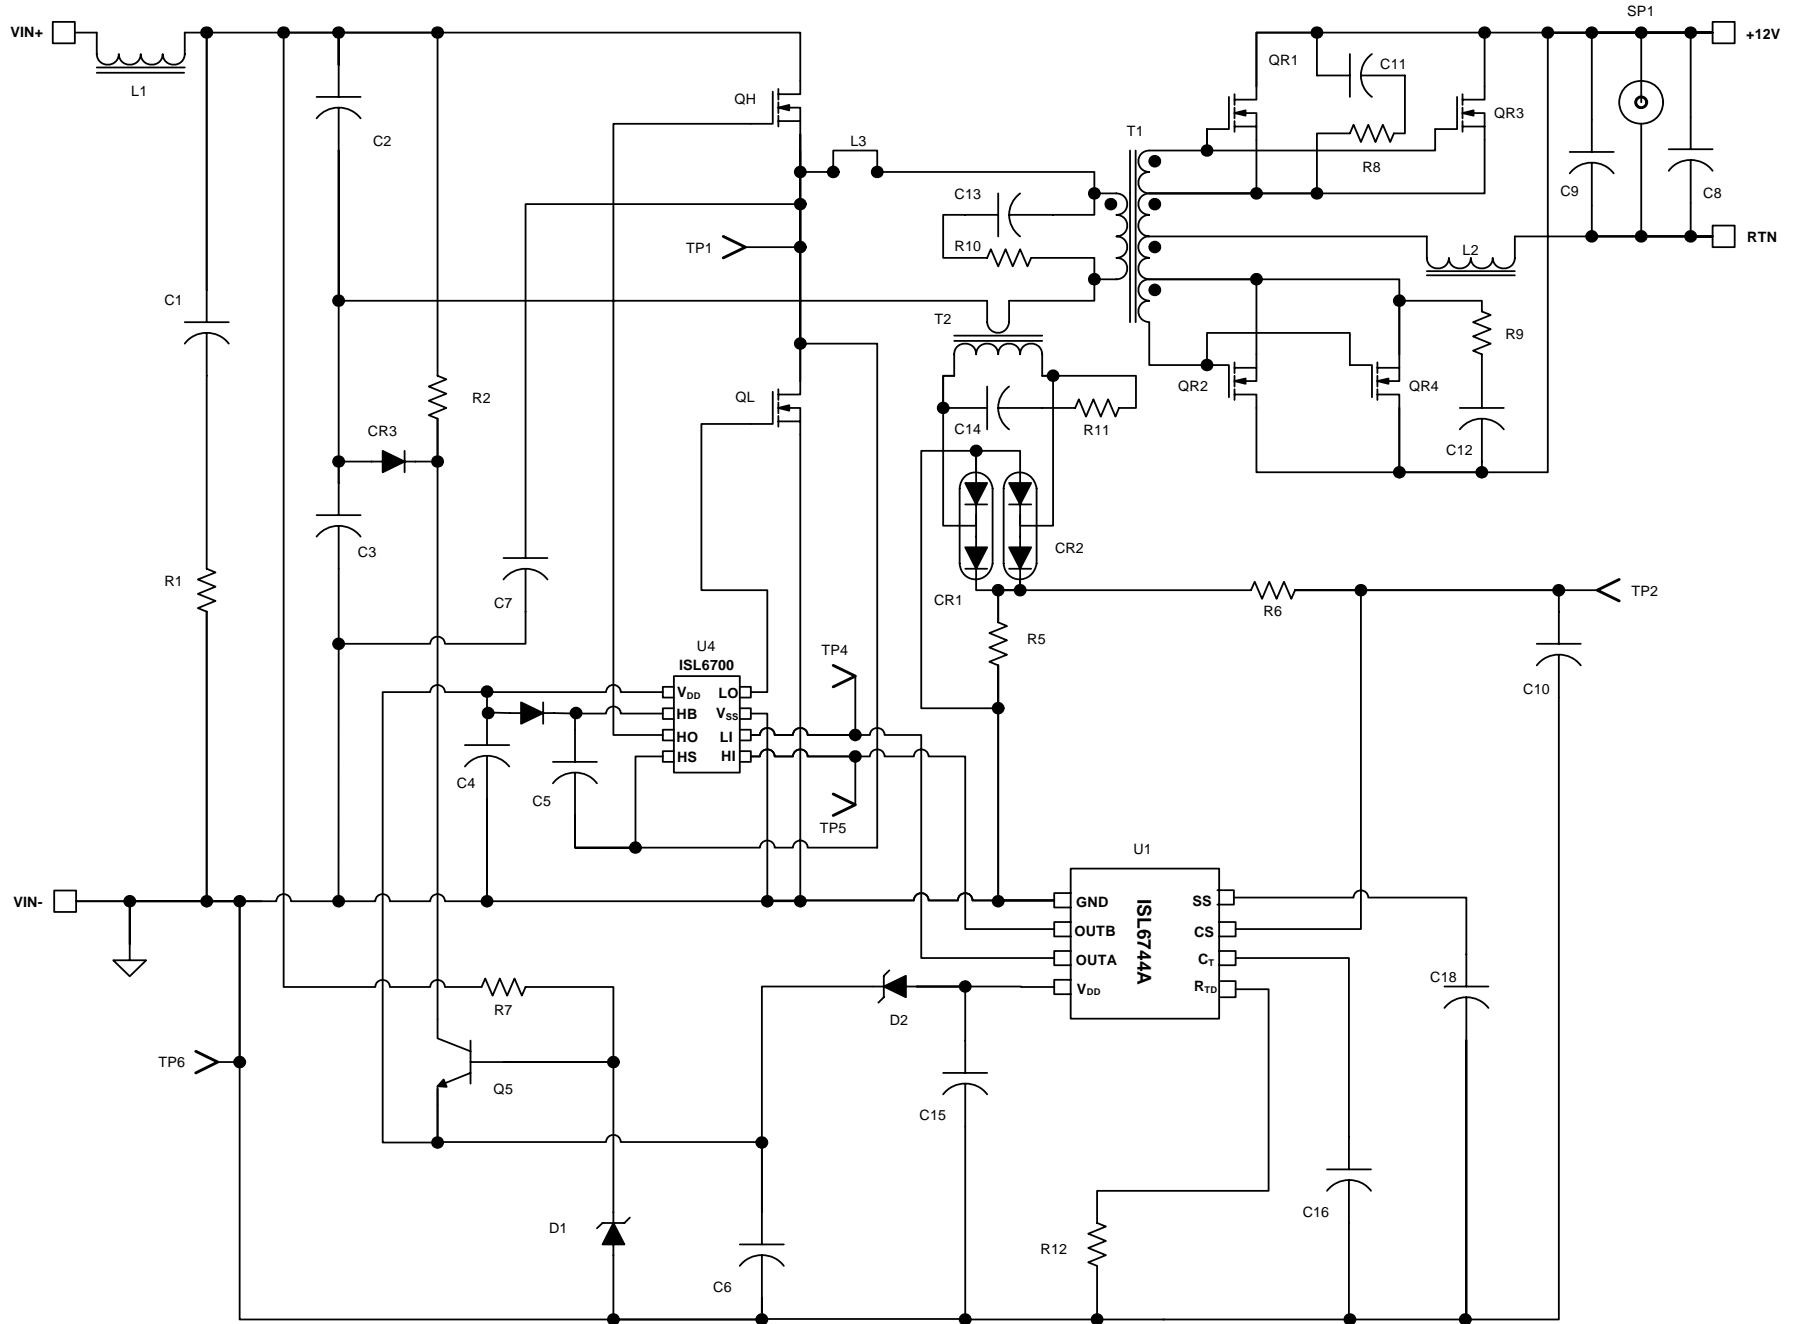 SP1
VIN+
+12V
L1
QR1
C11
QH
QR3
T1
C2
L3
R8
C9
C8
C13
TP1
R10
L2
RTN
C1
T2
R9
QL
R2
QR2
QR4
CR3
C14
R11
C12
C3
CR2
R1
C7
CR1
R6
TP2
R5
U4
ISL6700
TP4
C10
VDD LO
HB VSS
HO LI
HS HI
C4
C5
TP5
U1
VIN-
GND SS
OUTB CS
OUTA CT
VDD RTD
ISL6744A
C18
R7
D2
TP6
Q5
C15
D1
C16
R12
C6